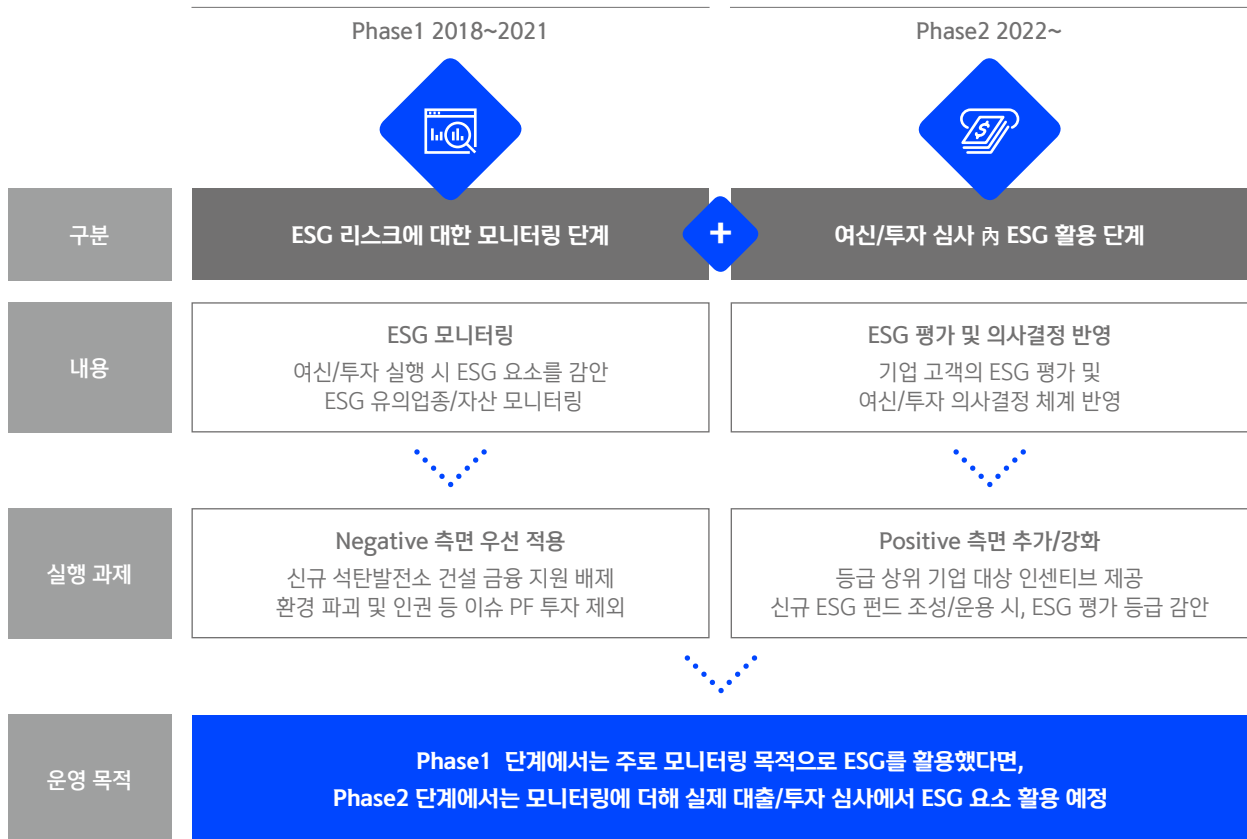 Phase1 2018~2021
Phase2 2022~
구분
ESG 리스크에 대한 모니터링 단계
+
여신/투자 심사 內 ESG 활용 단계
내용
ESG 모니터링
여신/투자 실행 시 ESG 요소를 감안
ESG 유의업종/자산 모니터링
ESG 평가 및 의사결정 반영
기업 고객의 ESG 평가 및
여신/투자 의사결정 체계 반영
실행 과제
Negative 측면 우선 적용
신규 석탄발전소 건설 금융 지원 배제
환경 파괴 및 인권 등 이슈 PF 투자 제외
Positive 측면 추가/강화
등급 상위 기업 대상 인센티브 제공
신규 ESG 펀드 조성/운용 시, ESG 평가 등급 감안
운영 목적
Phase1 단계에서는 주로 모니터링 목적으로 ESG를 활용했다면,
Phase2 단계에서는 모니터링에 더해 실제 대출/투자 심사에서 ESG 요소 활용 예정